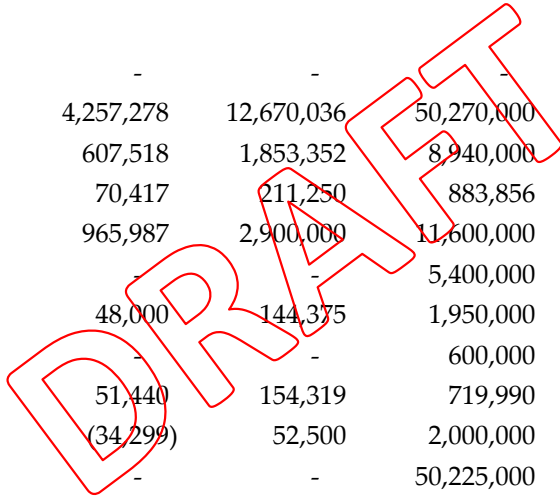 - - -
4,257,278 12,670,036 50,270,000
607,518 1,853,352 8,940,000
70,417 211,250 883,856
965,987 2,900,000 11,600,000
- - 5,400,000
48,000 144,375 1,950,000
- - 600,000
51,440 154,319 719,990
(34,299) 52,500 2,000,000
- - 50,225,000
DRAFT